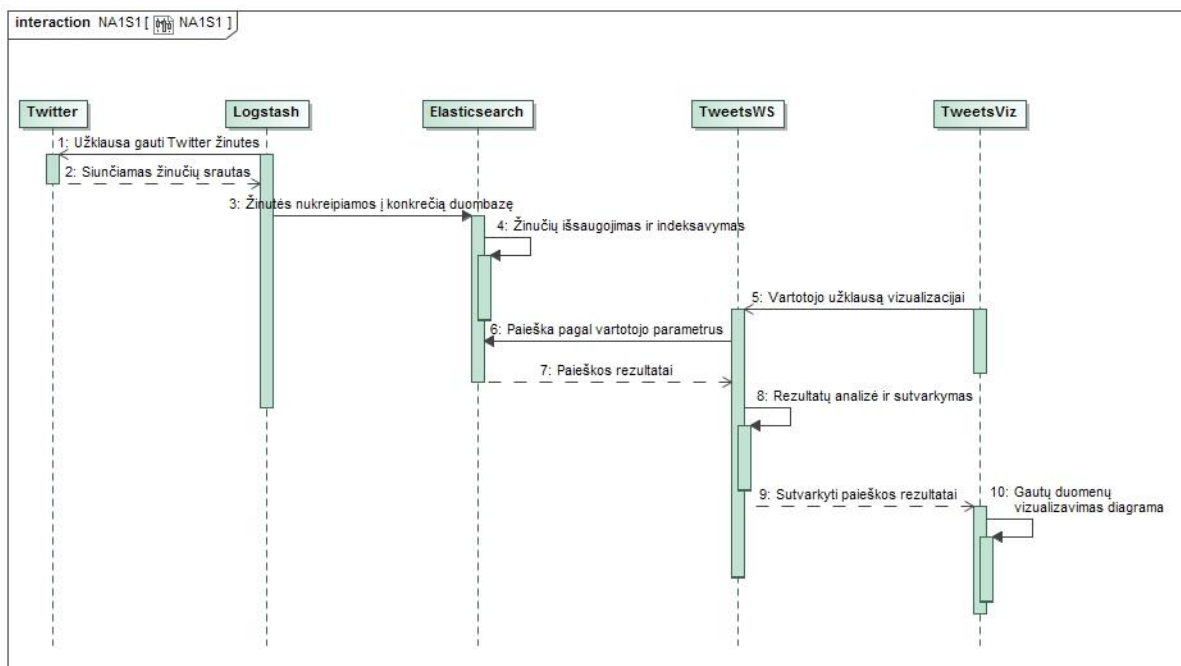 interaction NA1S1 [ NA1S1 ]
Twitter
Logstash
Elasticsearch
TweetsWS
TweetsViz
1: Užklausa gauti Twitter žinutes
2: Siunčiamas žinučių srautas
3: Žinutės nukreipiamos į konkrečią duombazę
4: Žinučių išsaugojimas ir indeksavymas
5: Vartotojo užklausą vizualizacijai
6: Paieška pagal vartotojo parametrus
7: Paieškos rezultatai
8: Rezultatų analizė ir sutvarkymas
9: Sutvarkyti paieškos rezultatai
10: Gautų duomenų
vizualizavimas diagrama